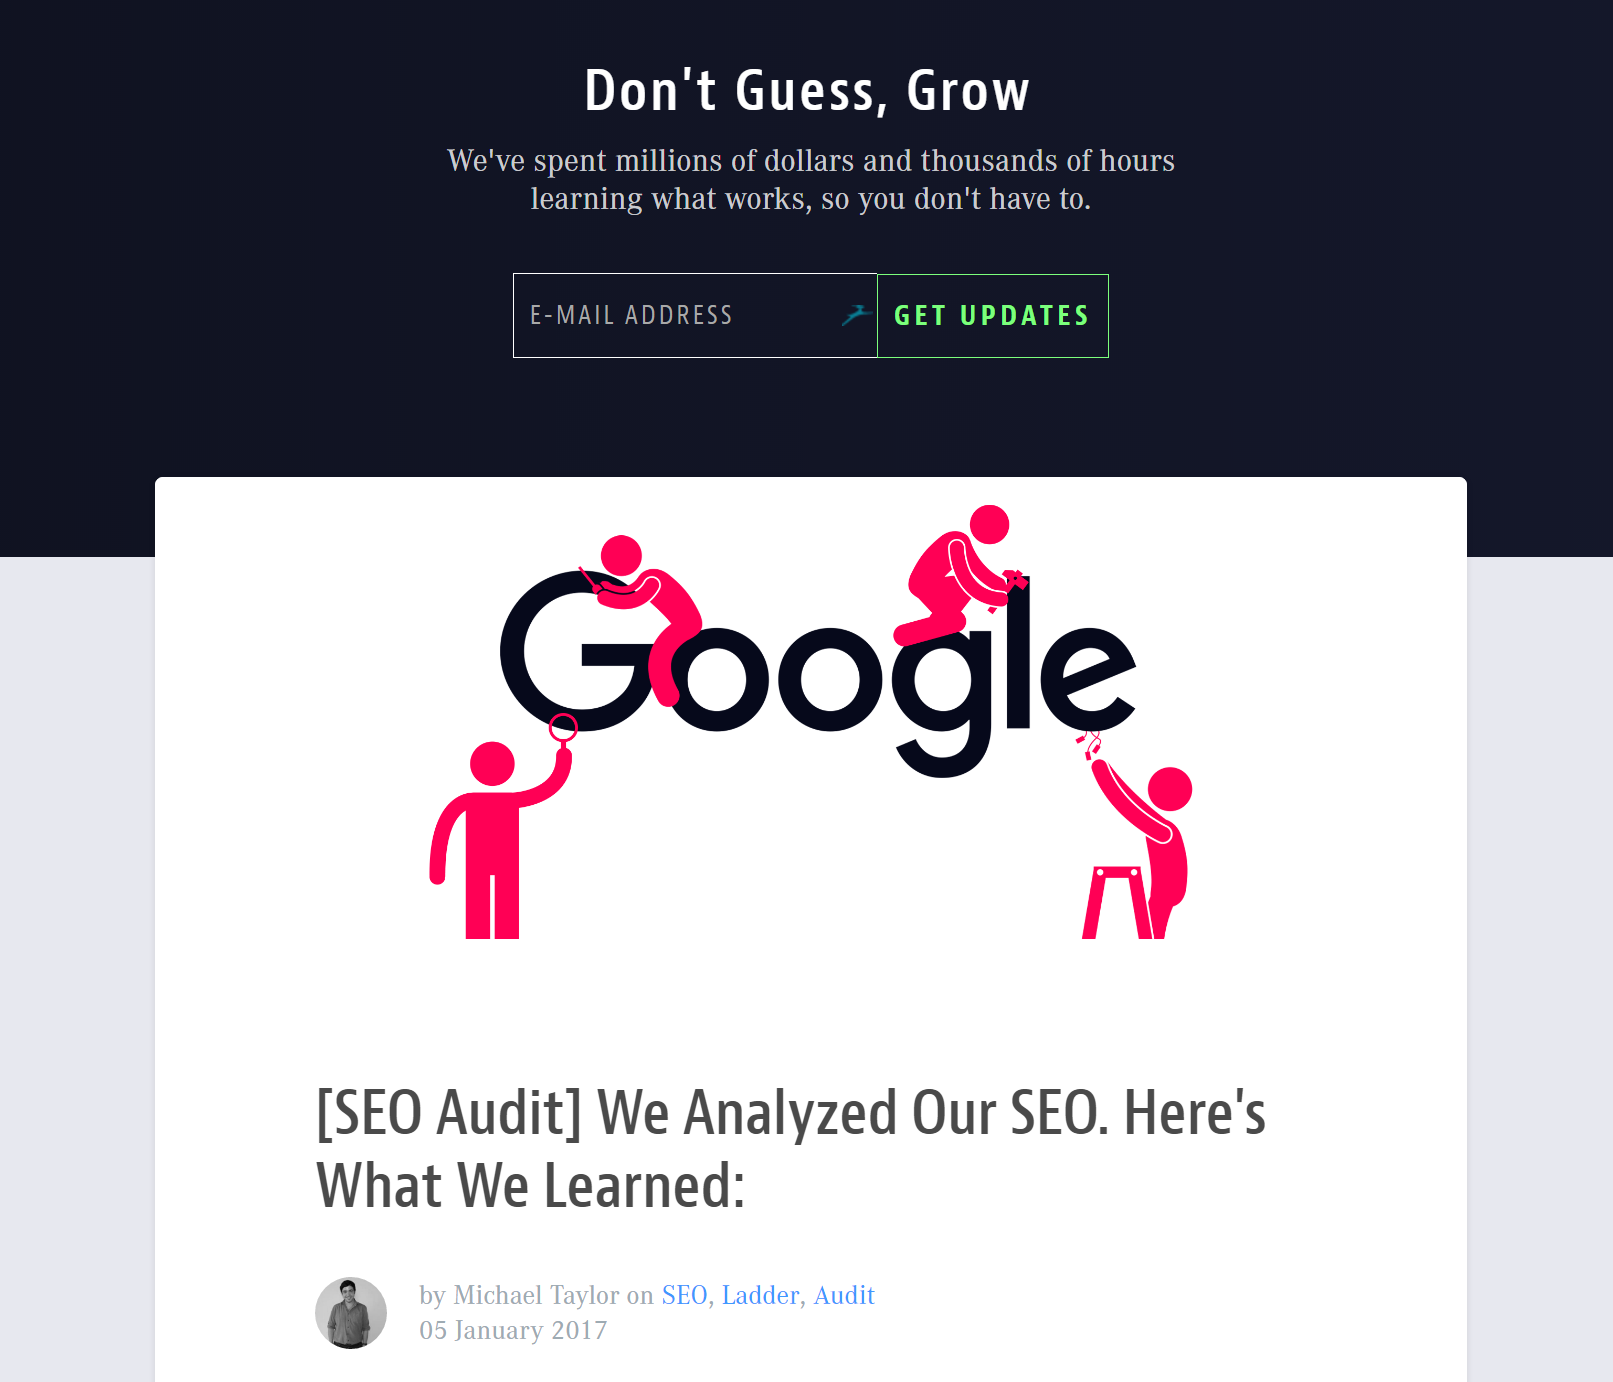 Don't Guess, Grow
We've spent millions of dollars and thousands of hours
learning what works, so you don't have to.
E-MAIL ADDRESS
GET UPDATES
Google
[SEO Audit] We Analyzed Our SEO. Here's
What We Learned:
by Michael Taylor on SEO, Ladder, Audit
05 January 2017